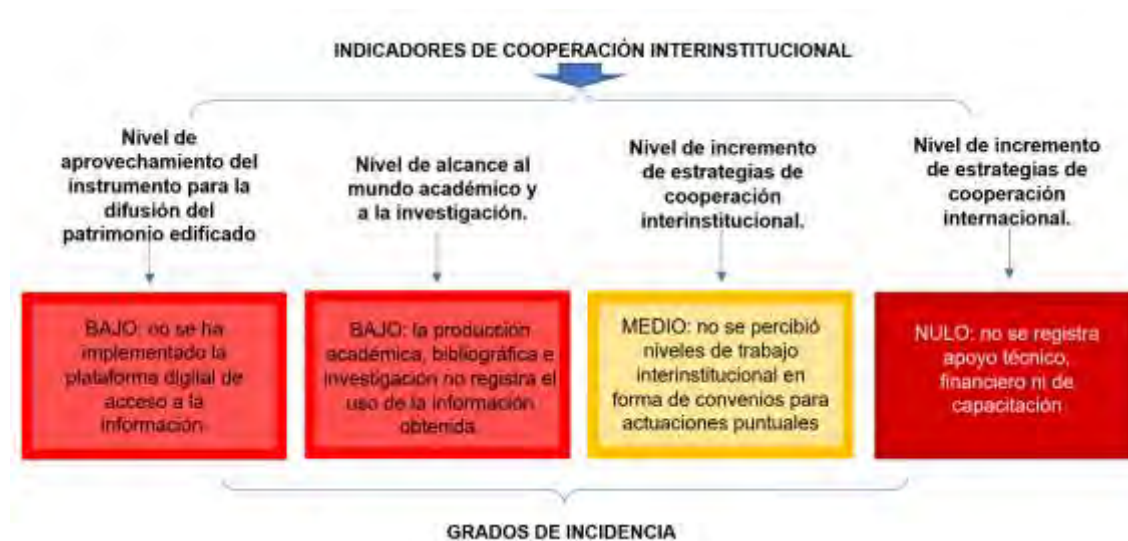 INDICADORES DE COOPERACIÓN INTERINSTITUCIONAL
Nivel de
aprovechamiento del
instrumento para la
difusión del
patrimonio edificado
Nivel de alcance al
mundo académico y
a la investigación.
Nivel de incremento
de estrategias de
cooperación
interinstitucional.
Nivel de incremento
de estrategias de
cooperación
internacional.
BAJO: no se ha
implementado la
plataforma digital de
acceso a la
información
BAJO: la producción
académica, bibliográfica e
investigación no registra el
uso de la información
obtenida.
MEDIO: no se percibió
niveles de trabajo
interinstitucional en
forma de convenios para
actuaciones puntuales
NULO: no se registra
apoyo técnico,
financiero ni de
capacitación
GRADOS DE INCIDENCIA